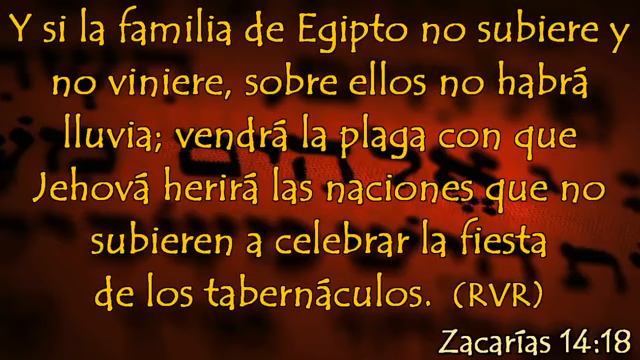 Y si la familia de Egipto no subiere y
no viniere, sobre ellos no habrá
lluvia; vendrá la plaga con que
Jehová herirá las naciones que no
subieren a celebrar la fiesta
de los tabernáculos. (RVR)
Zacarías 14:18